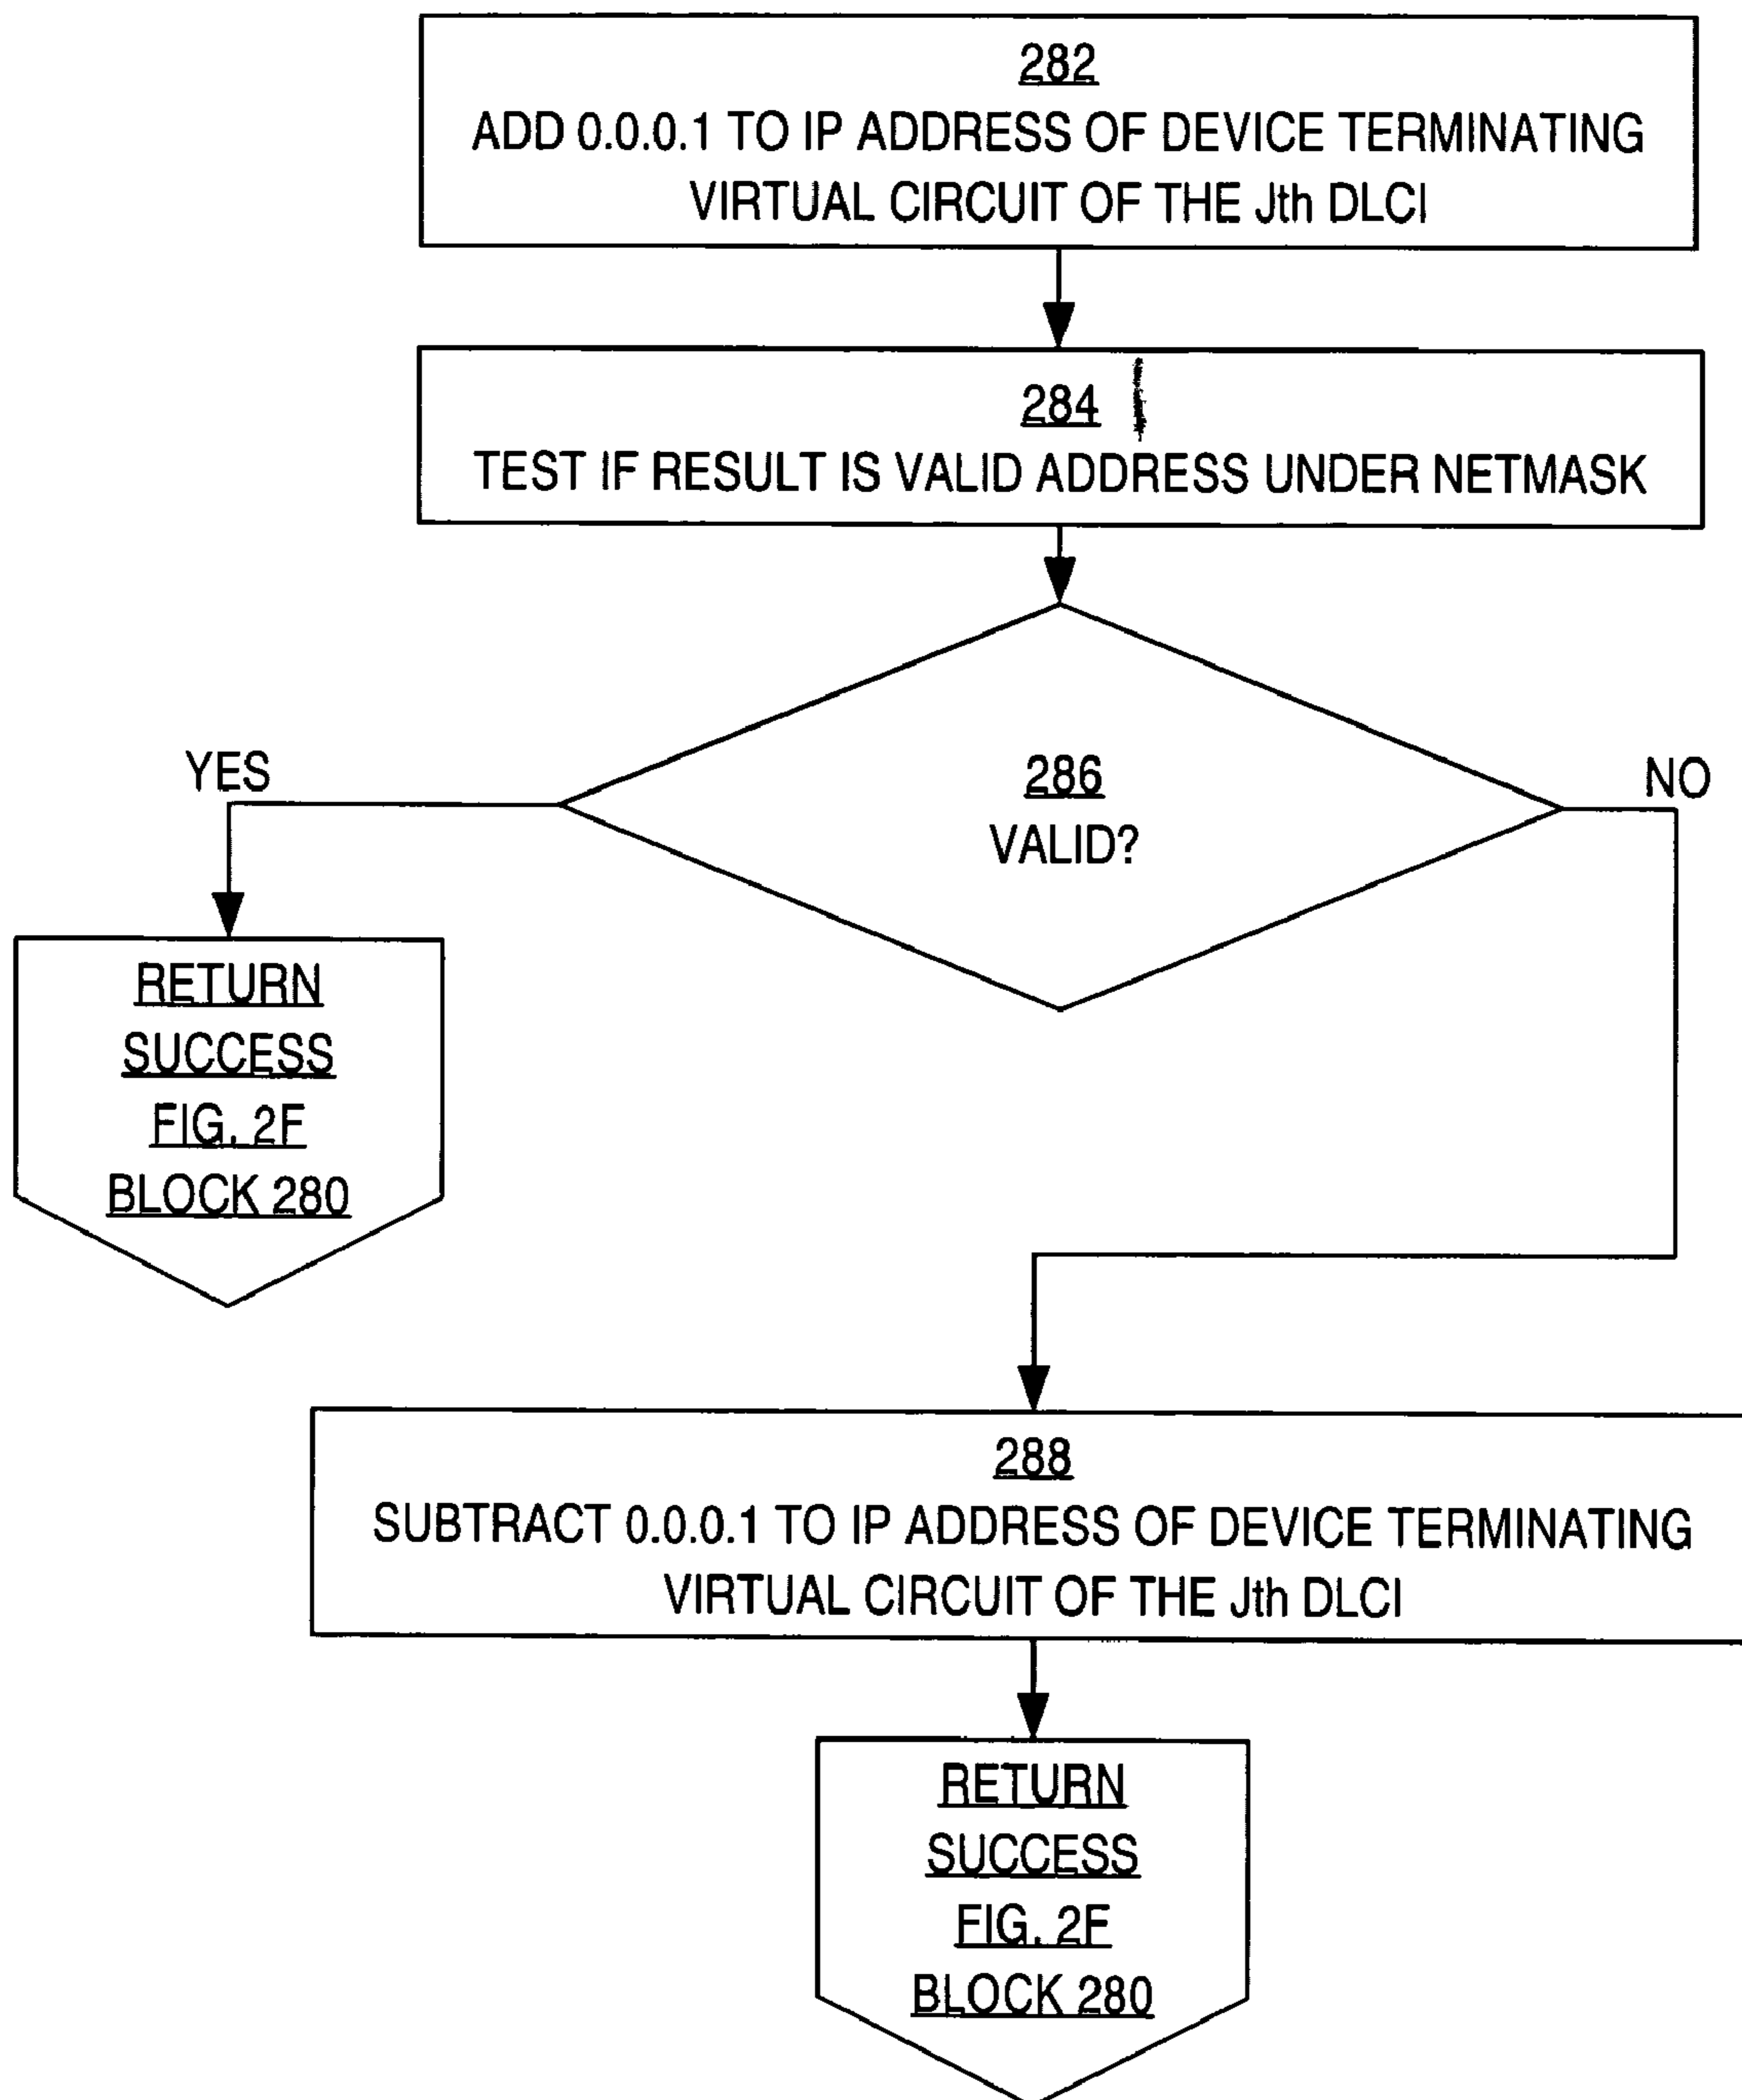 282
ADD 0.0.0.1 TO IP ADDRESS OF DEVICE TERMINATING
VIRTUAL CIRCUIT OF THE Jth DLCI
284
TEST IF RESULT IS VALID ADDRESS UNDER NETMASK
YES
286
VALID?
NO
RETURN
SUCCESS
FIG. 2F
BLOCK 280
288
SUBTRACT 0.0.0.1 TO IP ADDRESS OF DEVICE TERMINATING
VIRTUAL CIRCUIT OF THE Jth DLCI
RETURN
SUCCESS
FIG. 2F
BLOCK 280